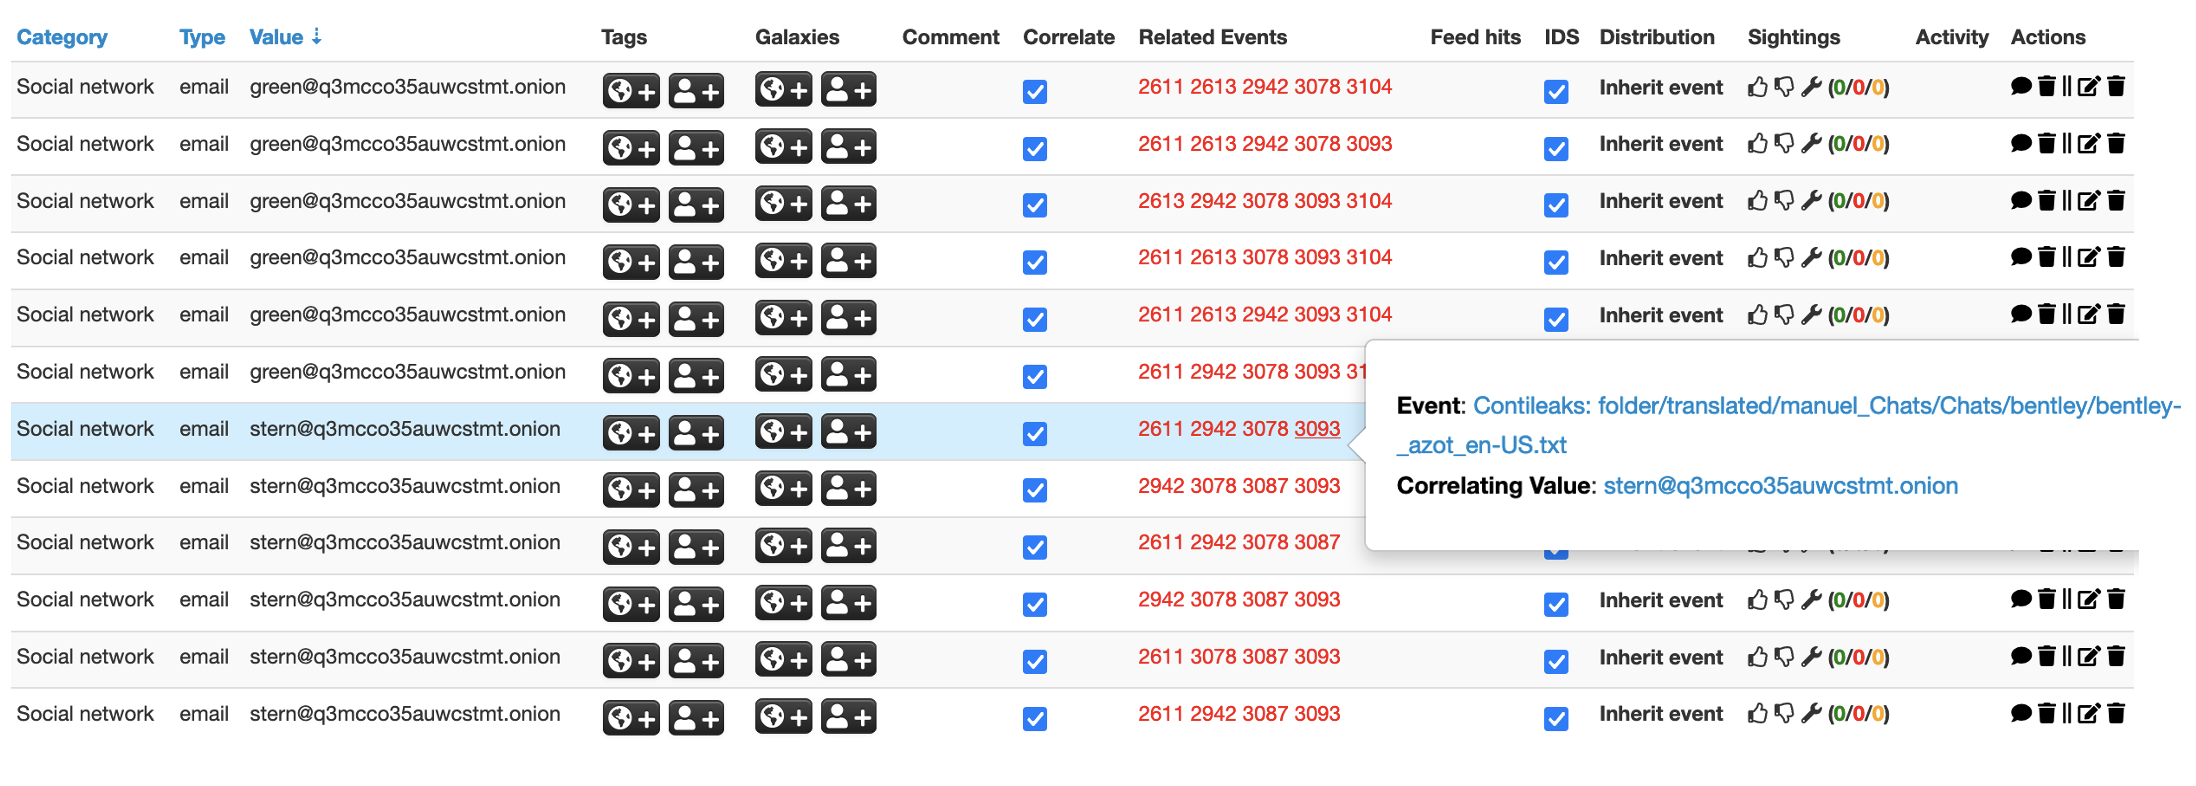 Category Type Value Tags Galaxies Comment Correlate Related Events Feed hits IDS Distribution Sightings Activity Actions
Social network email green@q3mcco35auwcstmt.onion 2611 2613 2942 3078 3104 Inherit event (0/0/0)
Social network email green@q3mcco35auwcstmt.onion 2611 2613 2942 3078 3093 Inherit event (0/0/0)
Social network email green@q3mcco35auwcstmt.onion 2613 2942 3078 3093 3104 Inherit event (0/0/0)
Social network email green@q3mcco35auwcstmt.onion 2611 2613 3078 3093 3104 Inherit event (0/0/0)
Social network email green@q3mcco35auwcstmt.onion 2611 2613 2942 3093 3104 Inherit event (0/0/0)
Social network email green@q3mcco35auwcstmt.onion 2611 2942 3078 3093
Social network email stern@q3mcco35auwcstmt.onion 2611 2942 3078 3093
Event: Contileaks: folder/translated/manuel_Chats/Chats/bentley/bentley-
_azot_en-US.txt
Correlating Value: stern@q3mcco35auwcstmt.onion
Social network email stern@q3mcco35auwcstmt.onion 2942 3078 3087 3093
Social network email stern@q3mcco35auwcstmt.onion 2611 2942 3078 3087
Social network email stern@q3mcco35auwcstmt.onion 2942 3078 3087 3093 Inherit event (0/0/0)
Social network email stern@q3mcco35auwcstmt.onion 2611 3078 3087 3093 Inherit event (0/0/0)
Social network email stern@q3mcco35auwcstmt.onion 2611 2942 3087 3093 Inherit event (0/0/0)